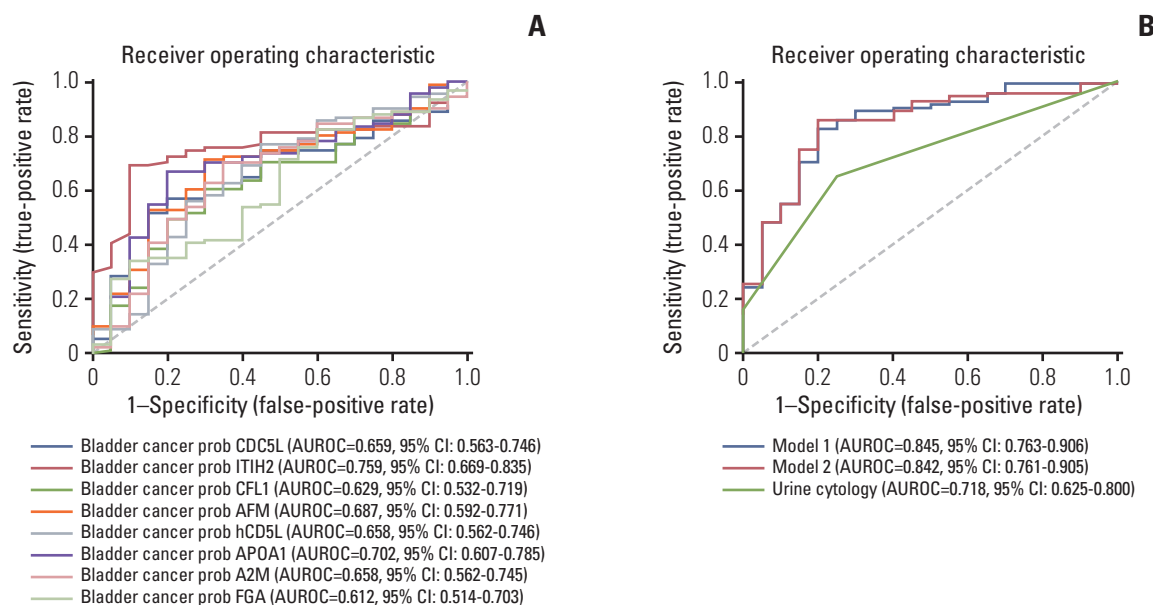 A
Receiver operating characteristic
Sensitivity (true-positive rate)
1.0
0.8
0.6
0.4
0.2
0
0 0.2 0.4 0.6 0.8 1.0
1–Specificity (false-positive rate)
Bladder cancer prob CDC5L (AUROC=0.659, 95% CI: 0.563-0.746)
Bladder cancer prob ITIH2 (AUROC=0.759, 95% CI: 0.669-0.835)
Bladder cancer prob CFL1 (AUROC=0.629, 95% CI: 0.532-0.719)
Bladder cancer prob AFM (AUROC=0.687, 95% CI: 0.592-0.771)
Bladder cancer prob hCD5L (AUROC=0.658, 95% CI: 0.562-0.746)
Bladder cancer prob APOA1 (AUROC=0.702, 95% CI: 0.607-0.785)
Bladder cancer prob A2M (AUROC=0.658, 95% CI: 0.562-0.745)
Bladder cancer prob FGA (AUROC=0.612, 95% CI: 0.514-0.703)
B
Receiver operating characteristic
Sensitivity (true-positive rate)
1.0
0.8
0.6
0.4
0.2
0
0 0.2 0.4 0.6 0.8 1.0
1–Specificity (false-positive rate)
Model 1 (AUROC=0.845, 95% CI: 0.763-0.906)
Model 2 (AUROC=0.842, 95% CI: 0.761-0.905)
Urine cytology (AUROC=0.718, 95% CI: 0.625-0.800)